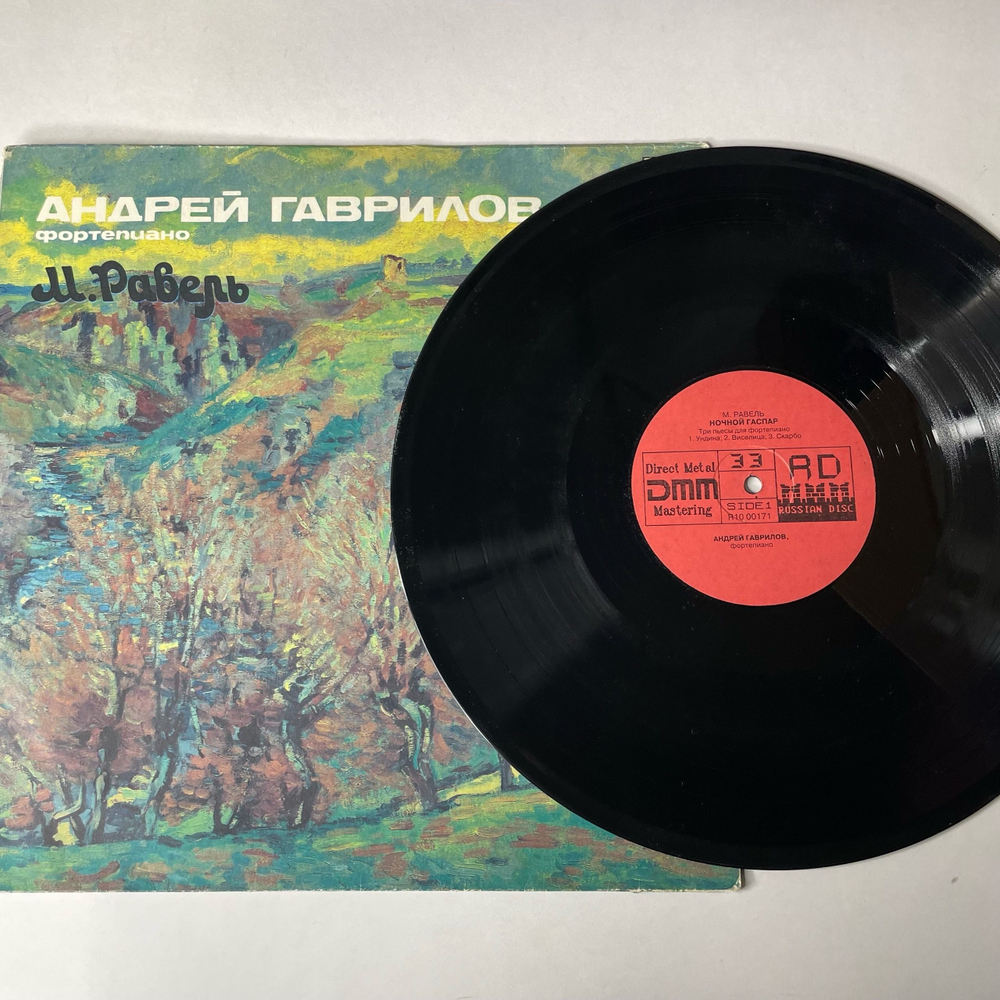 АНДРЕЙ ГАВРИЛОВ
фортепиано
М. Равель
М. РАВЕЛЬ
НОЧНОЙ ГАСПАР
Три пьесы для фортепиано
1. Ундина; 2. Виселица; 3. Скарбо
Direct Metal
DMM
Mastering
33
SIDE 1
R10 00171
RD
RUSSIAN DISC
АНДРЕЙ ГАВРИЛОВ,
фортепиано